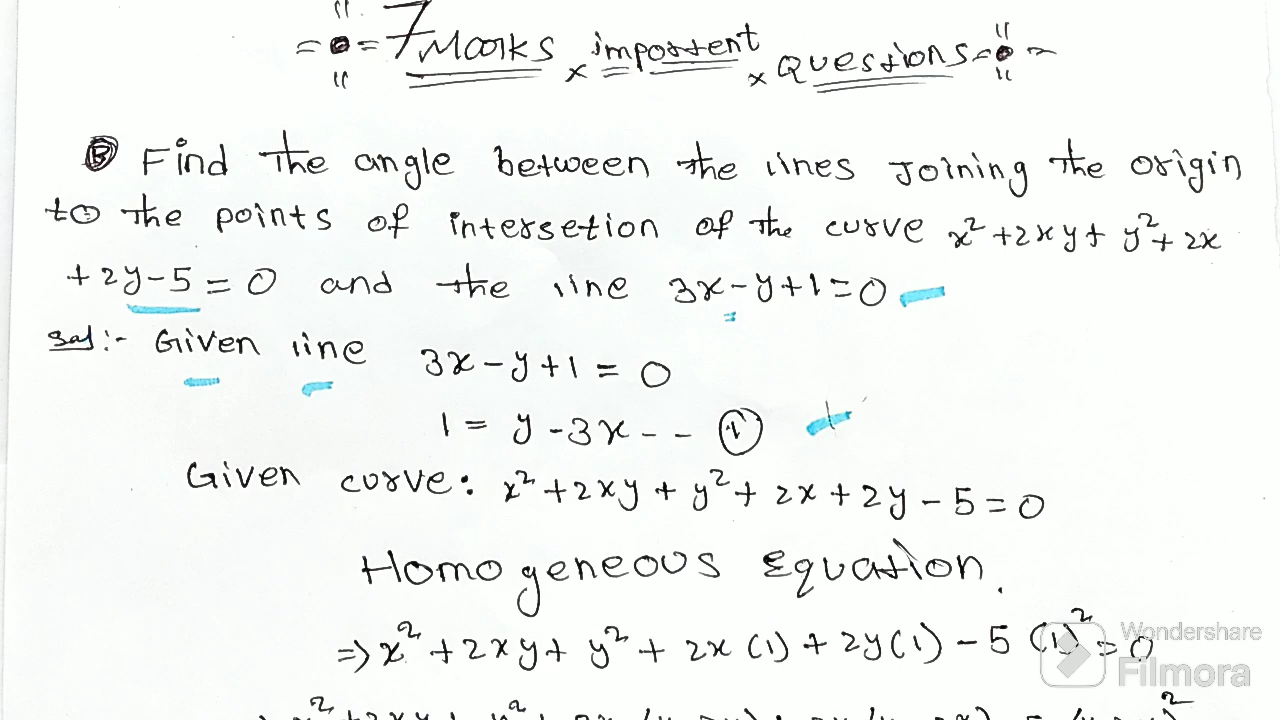 = • = 7 Marks × important × Questions = • =
Ⓑ Find the angle between the lines Joining the origin
to the points of intersetion of the curve x² + 2xy + y² + 2x
+ 2y - 5 = 0 and the line 3x - y + 1 = 0
Sol :- Given line 3x - y + 1 = 0
1 = y - 3x - - ①
Given curve : x² + 2xy + y² + 2x + 2y - 5 = 0
Homogeneous Equation.
⇒ x² + 2xy + y² + 2x (1) + 2y (1) - 5 (1)² = 0
Wondershare
Filmora